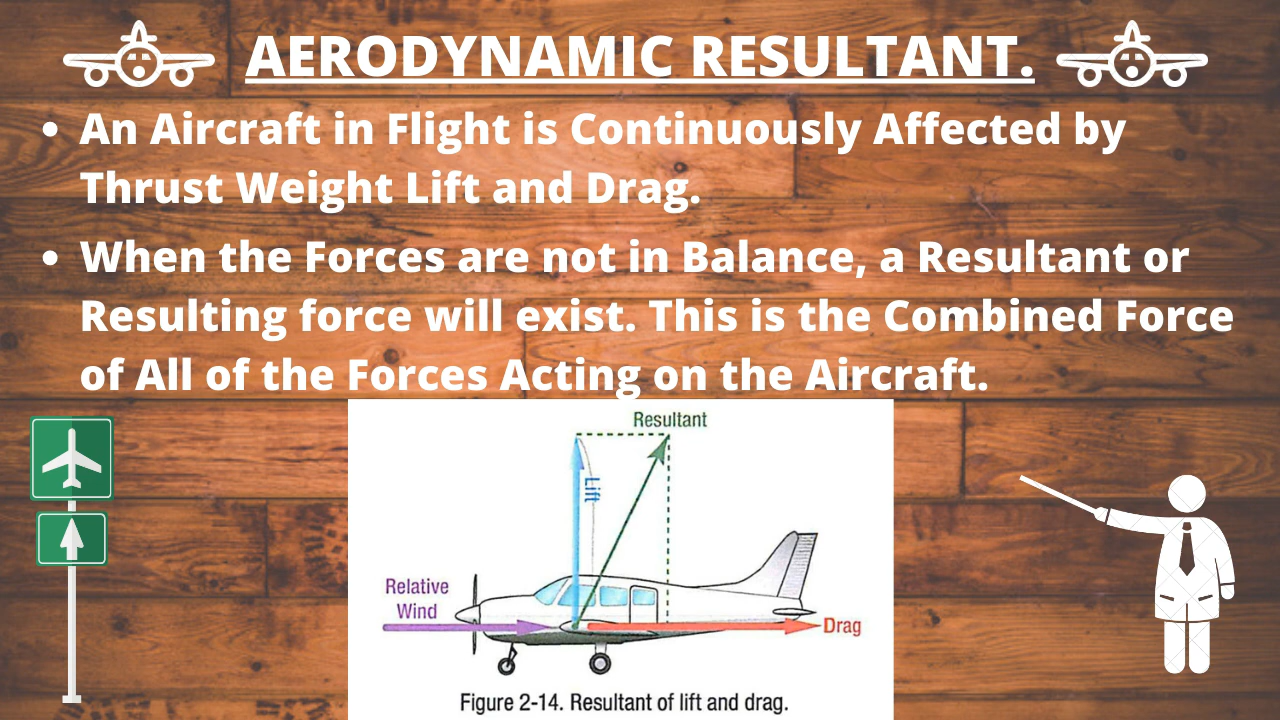 AERODYNAMIC RESULTANT.
• An Aircraft in Flight is Continuously Affected by
Thrust Weight Lift and Drag.
• When the Forces are not in Balance, a Resultant or
Resulting force will exist. This is the Combined Force
of All of the Forces Acting on the Aircraft.
Resultant
Lift
Relative
Wind
Drag
Figure 2-14. Resultant of lift and drag.